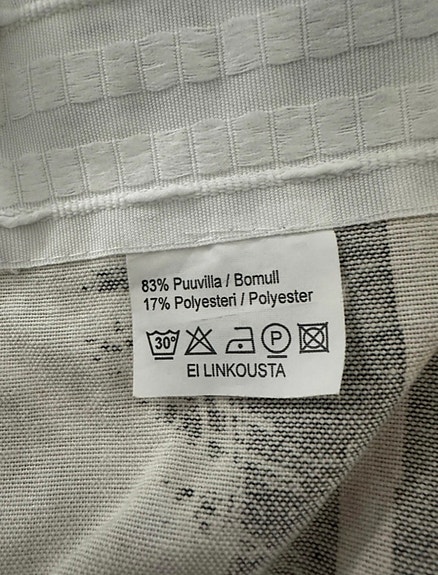 83% Puuvilla / Bomull
17% Polyesteri / Polyester
30° P
EI LINKOUSTA